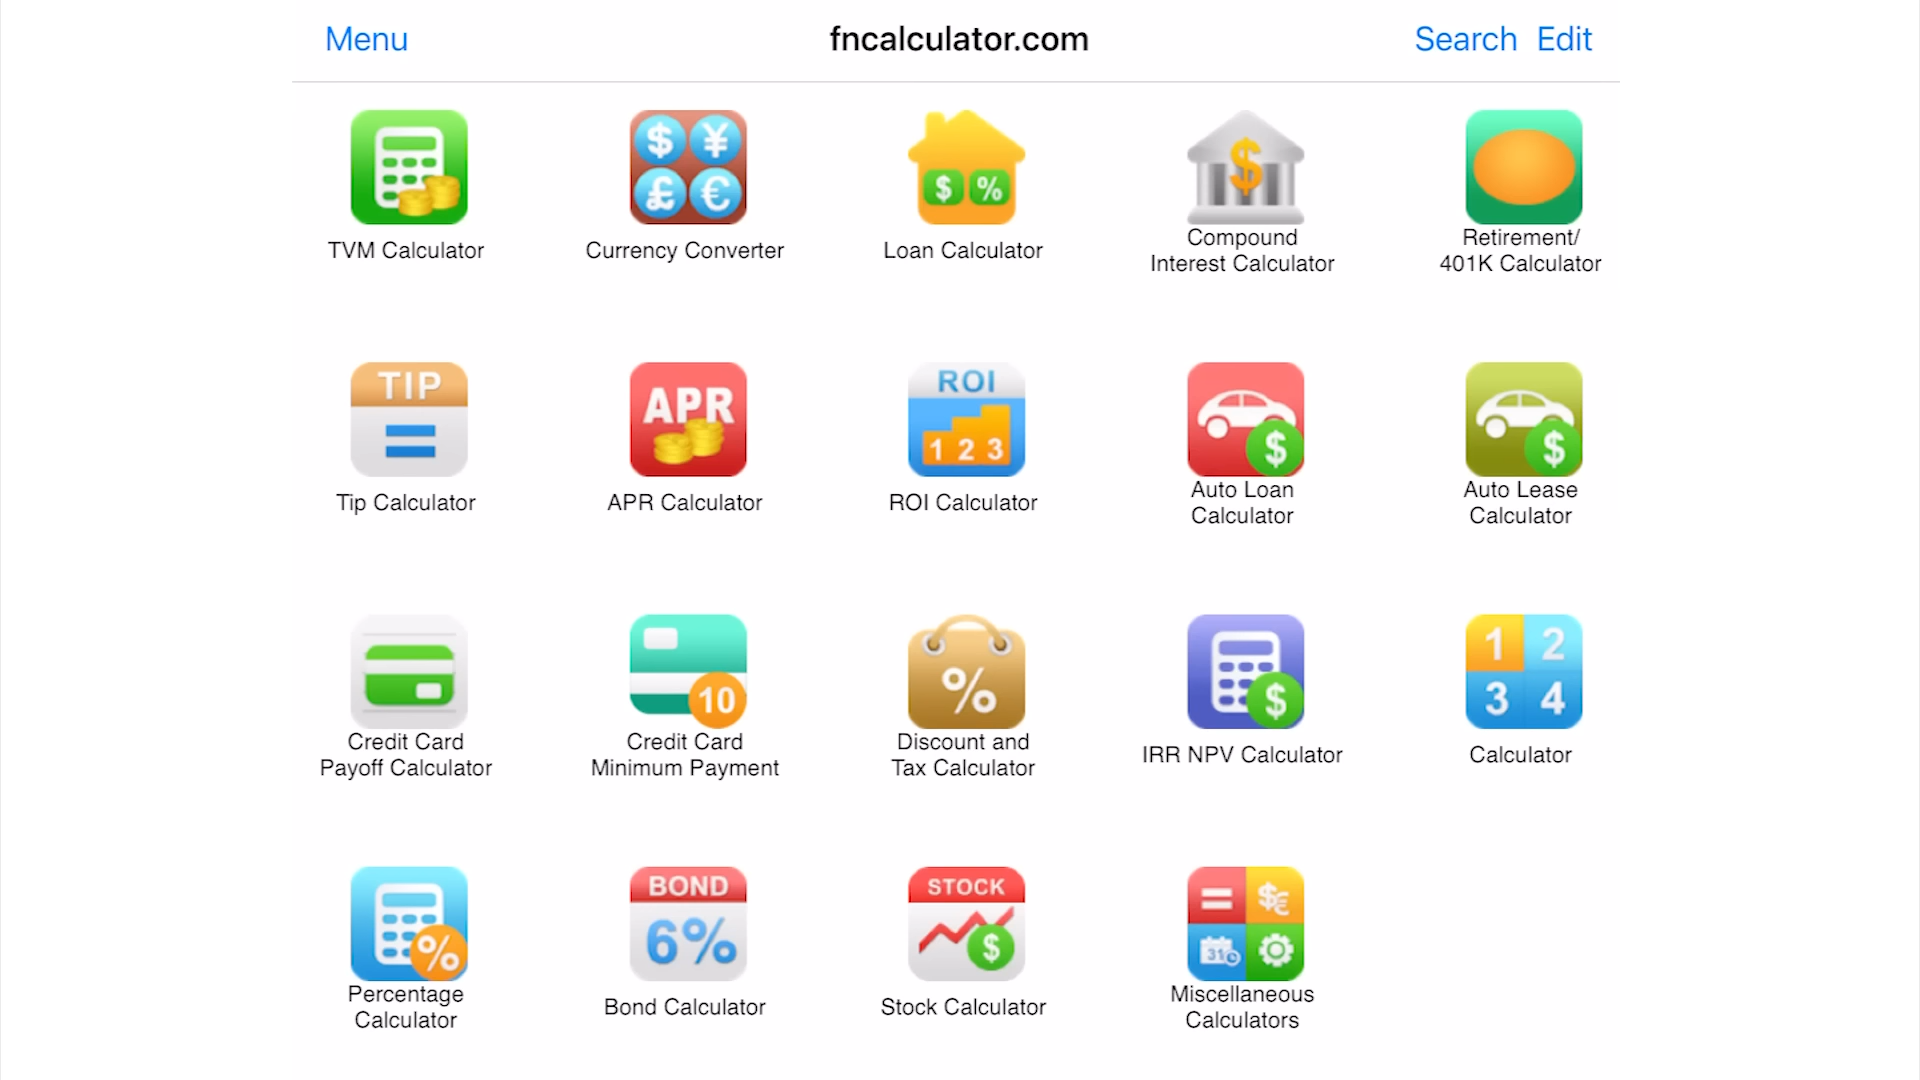 Menu
fncalculator.com
Search Edit
$ ¥
£ €
$ %
$
TVM Calculator
Currency Converter
Loan Calculator
Compound
Interest Calculator
Retirement/
401K Calculator
TIP
APR
ROI
1 2 3
$
$
Tip Calculator
APR Calculator
ROI Calculator
Auto Loan
Calculator
Auto Lease
Calculator
10
%
$
1 2
3 4
Credit Card
Payoff Calculator
Credit Card
Minimum Payment
Discount and
Tax Calculator
IRR NPV Calculator
Calculator
%
BOND
6%
STOCK
$
$€
31
Percentage
Calculator
Bond Calculator
Stock Calculator
Miscellaneous
Calculators